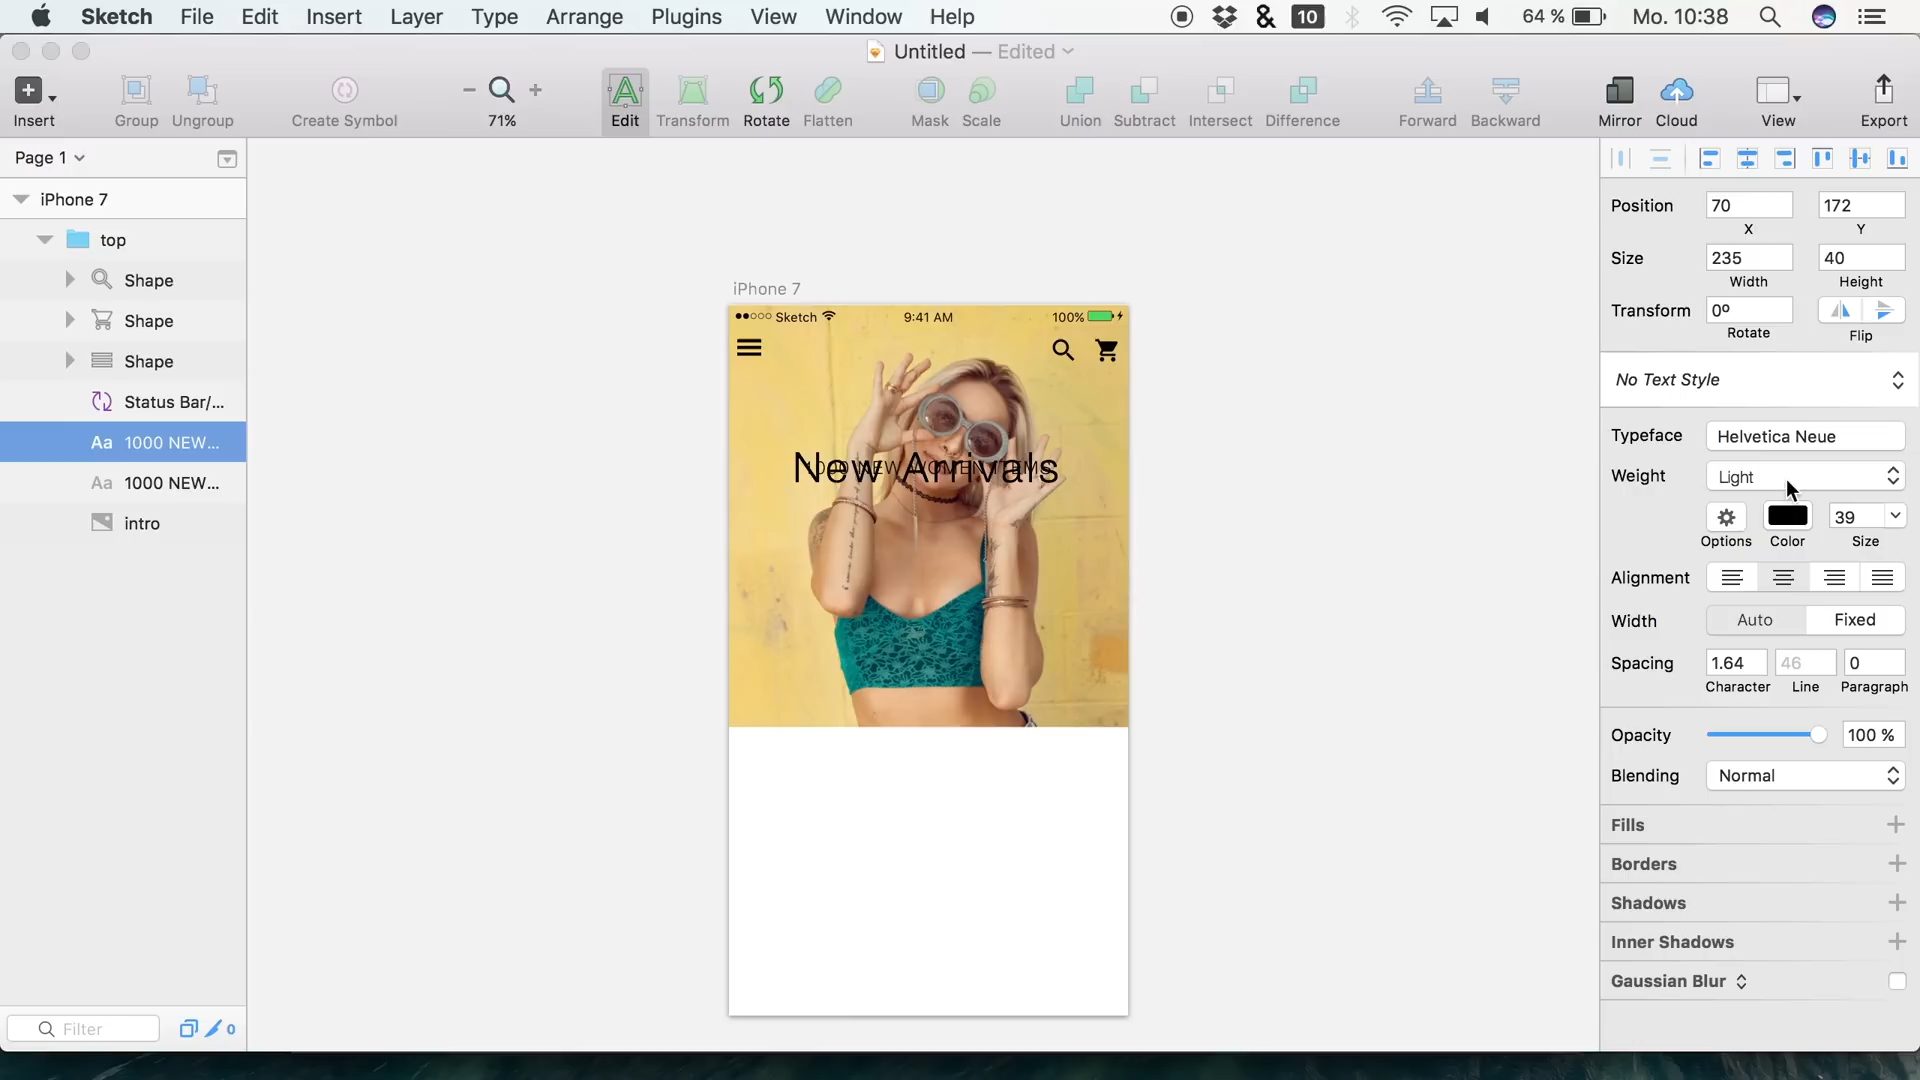 Sketch File Edit Insert Layer Type Arrange Plugins View Window Help & 10 64 % Mo. 10:38
Untitled — Edited
Insert Group Ungroup Create Symbol 71% Edit Transform Rotate Flatten Mask Scale Union Subtract Intersect Difference Forward Backward Mirror Cloud View Export
Page 1
iPhone 7
top
Shape
Shape
Shape
Status Bar/...
Aa 1000 NEW...
Aa 1000 NEW...
intro
Filter
0
iPhone 7
Sketch 9:41 AM 100%
New Arrivals
1000 NEW WOMEN ITEMS
Position 70 172
X Y
Size 235 40
Width Height
Transform 0º
Rotate Flip
No Text Style
Typeface Helvetica Neue
Weight Light
39
Options Color Size
Alignment
Width Auto Fixed
Spacing 1.64 46 0
Character Line Paragraph
Opacity 100 %
Blending Normal
Fills
Borders
Shadows
Inner Shadows
Gaussian Blur